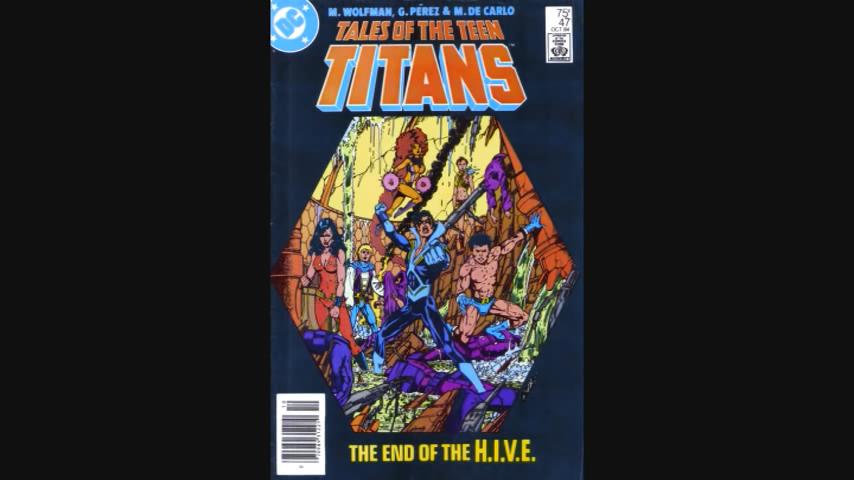 DC
M. WOLFMAN, G. PÉREZ & M. DE CARLO
TALES OF THE TEEN
TITANS
75¢
47
OCT 84
THE END OF THE H.I.V.E.